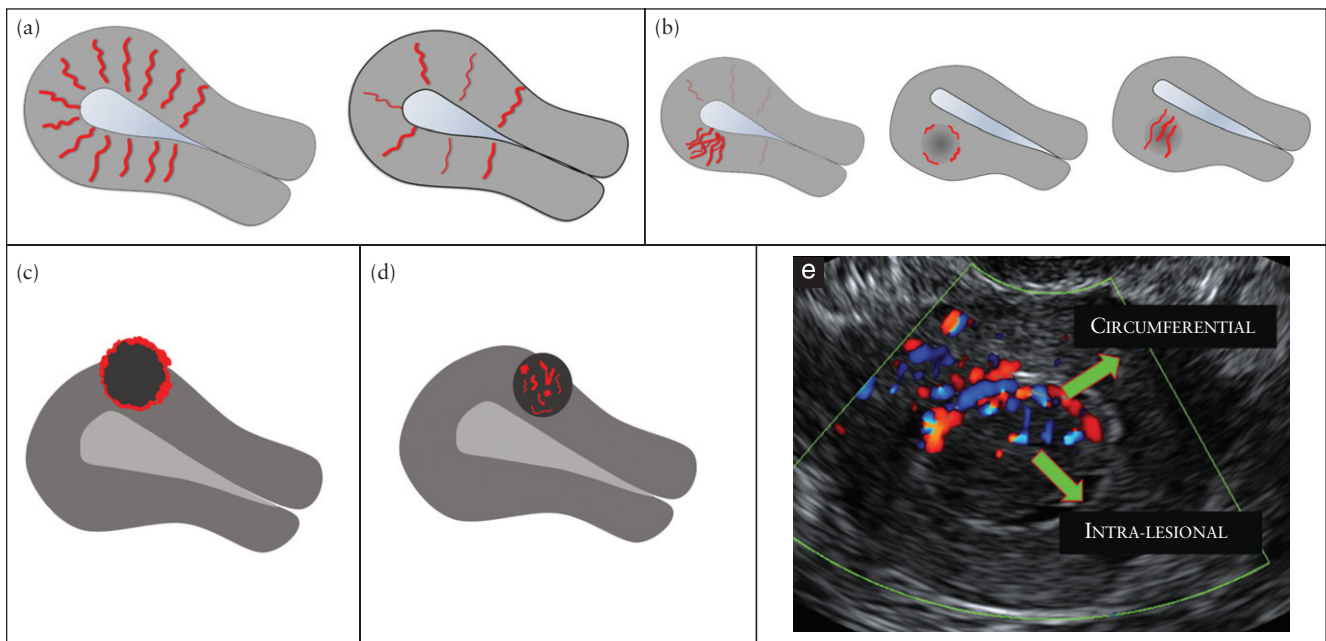 (a)
(b)
(c)
(d)
e
CIRCUMFERENTIAL
INTRA-LESIONAL